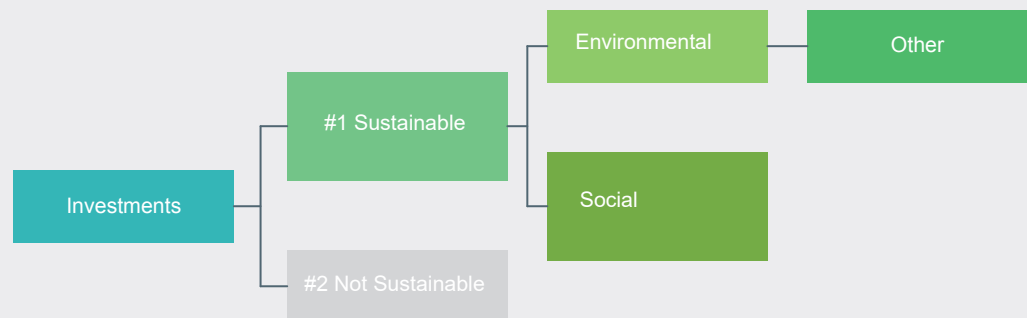 Environmental
Other
#1 Sustainable
Social
Investments
#2 Not Sustainable